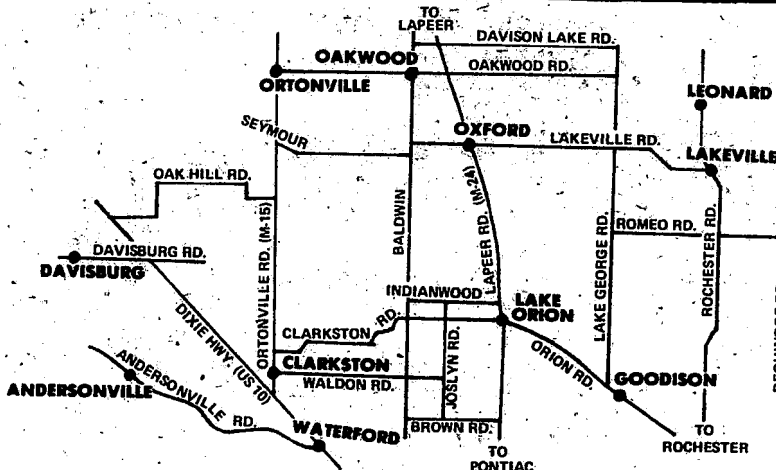 TO
LAPEER
DAVISON LAKE RD.
OAKWOOD
OAKWOOD RD.
ORTONVILLE
LEONARD
SEYMOUR
OXFORD
LAKEVILLE RD.
LAKEVILLE
OAK HILL RD.
ORTONVILLE RD. (M-15)
BALDWIN
LAPEER RD. (M-24)
LAKE GEORGE RD.
ROMEO RD.
ROCHESTER RD.
DAVISBURG RD.
DAVISBURG
DIXIE HWY. (US 10)
INDIANWOOD
LAKE
ORION
CLARKSTON RD.
JOSLYN RD.
ORION RD.
CLARKSTON
WALDON RD.
GOODISON
ANDERSONVILLE
ANDERSONVILLE RD.
WATERFORD
BROWN RD.
TO
PONTIAC
TO
ROCHESTER